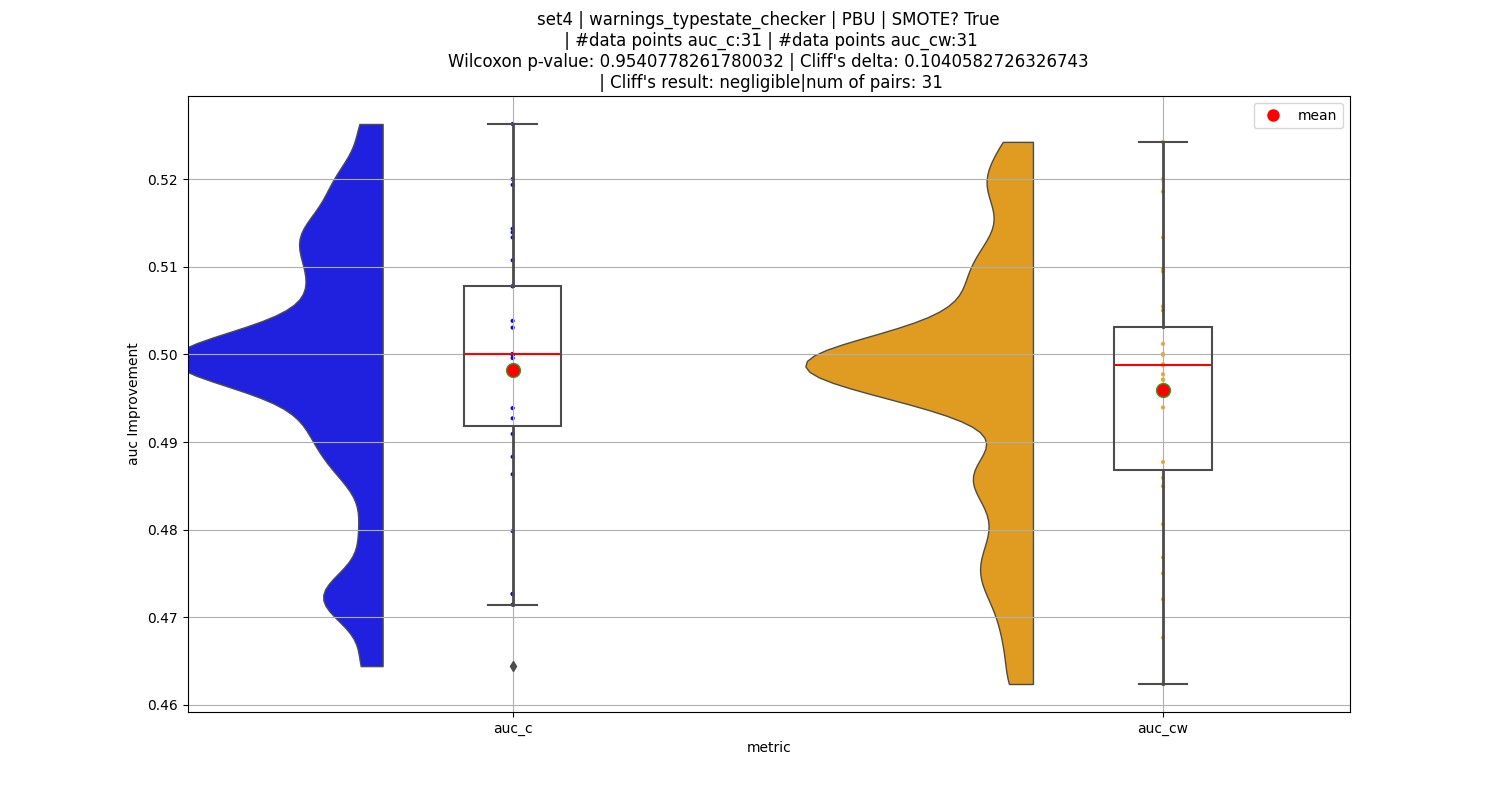 set4 | warnings_typestate_checker | PBU | SMOTE? True
| #data points auc_c:31 | #data points auc_cw:31
Wilcoxon p-value: 0.9540778261780032 | Cliff's delta: 0.1040582726326743
| Cliff's result: negligible|num of pairs: 31
mean
0.52
0.51
0.50
0.49
0.48
0.47
0.46
auc Improvement
auc_c
auc_cw
metric